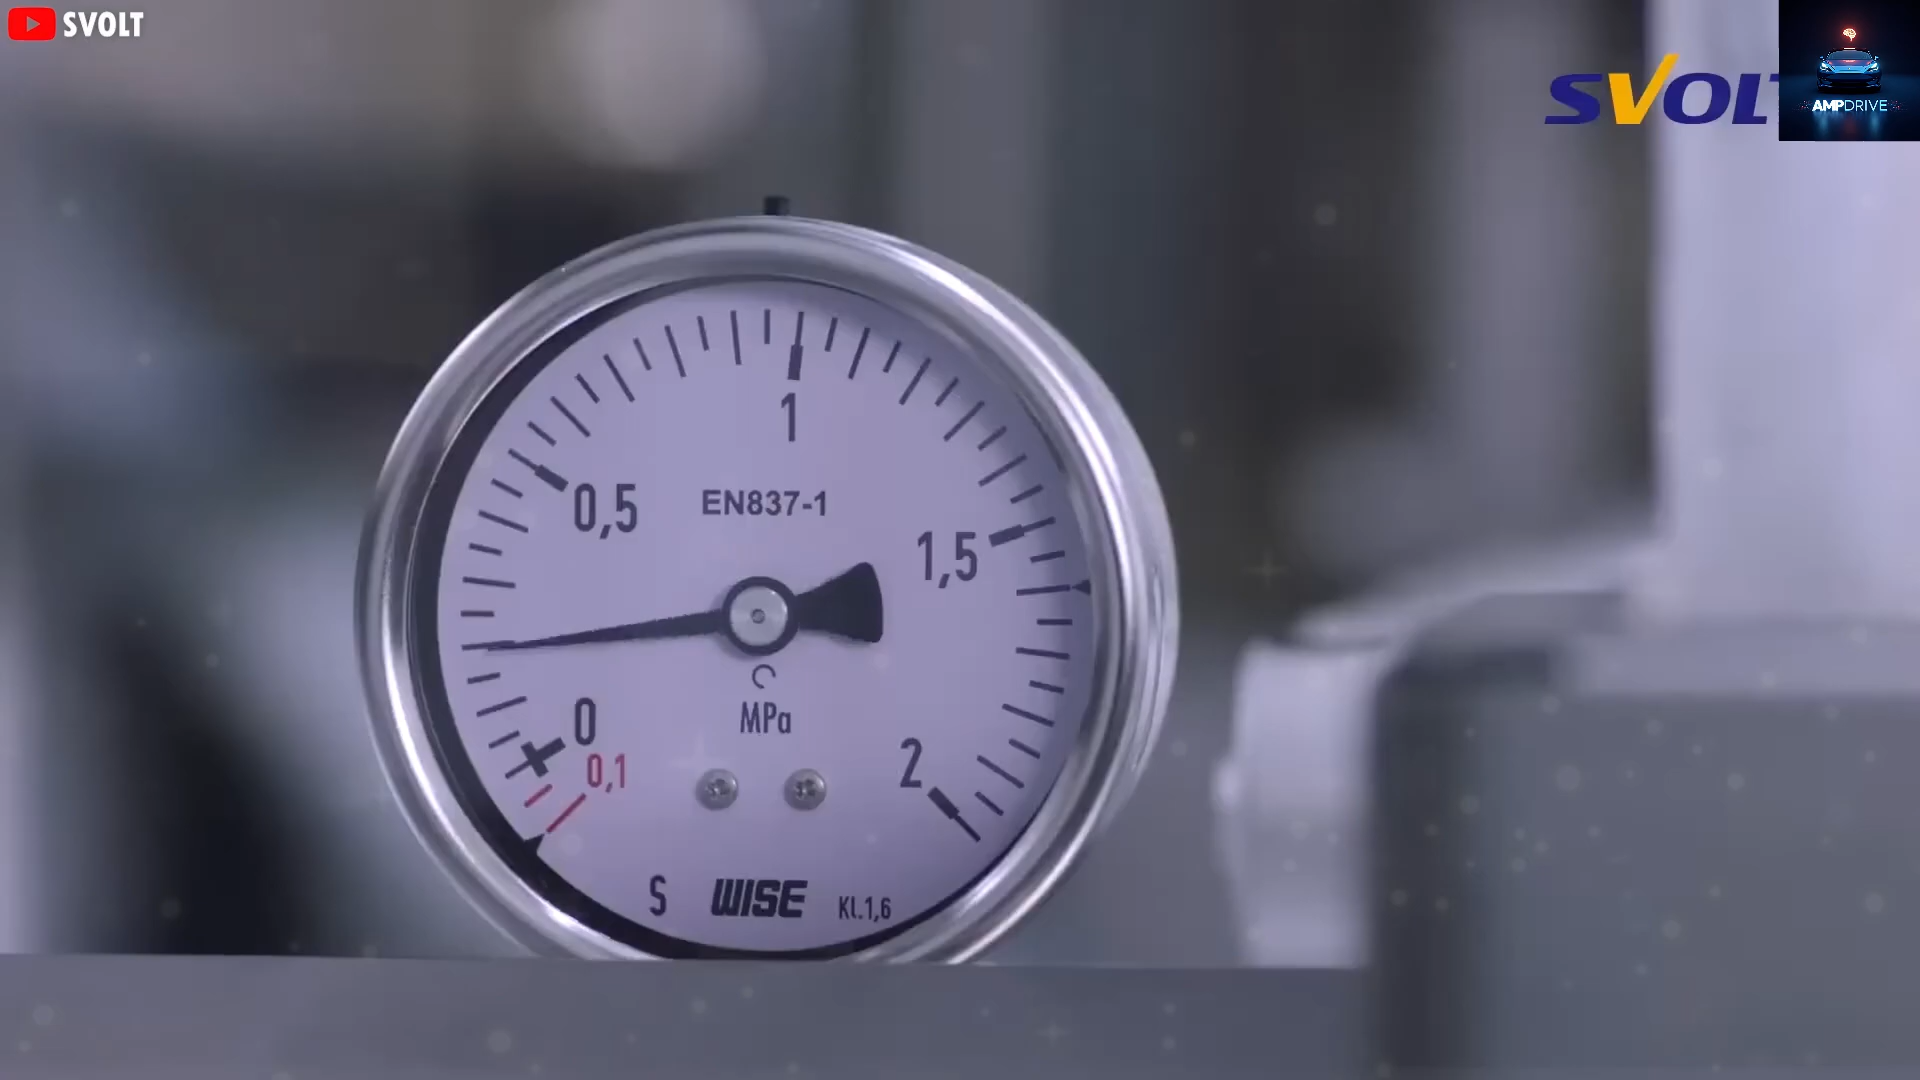 SVOLT
SVOLT
AMPDRIVE
1
0,5
EN837-1
1,5
0
MPa
0,1
2
S
WISE
Kl.1,6